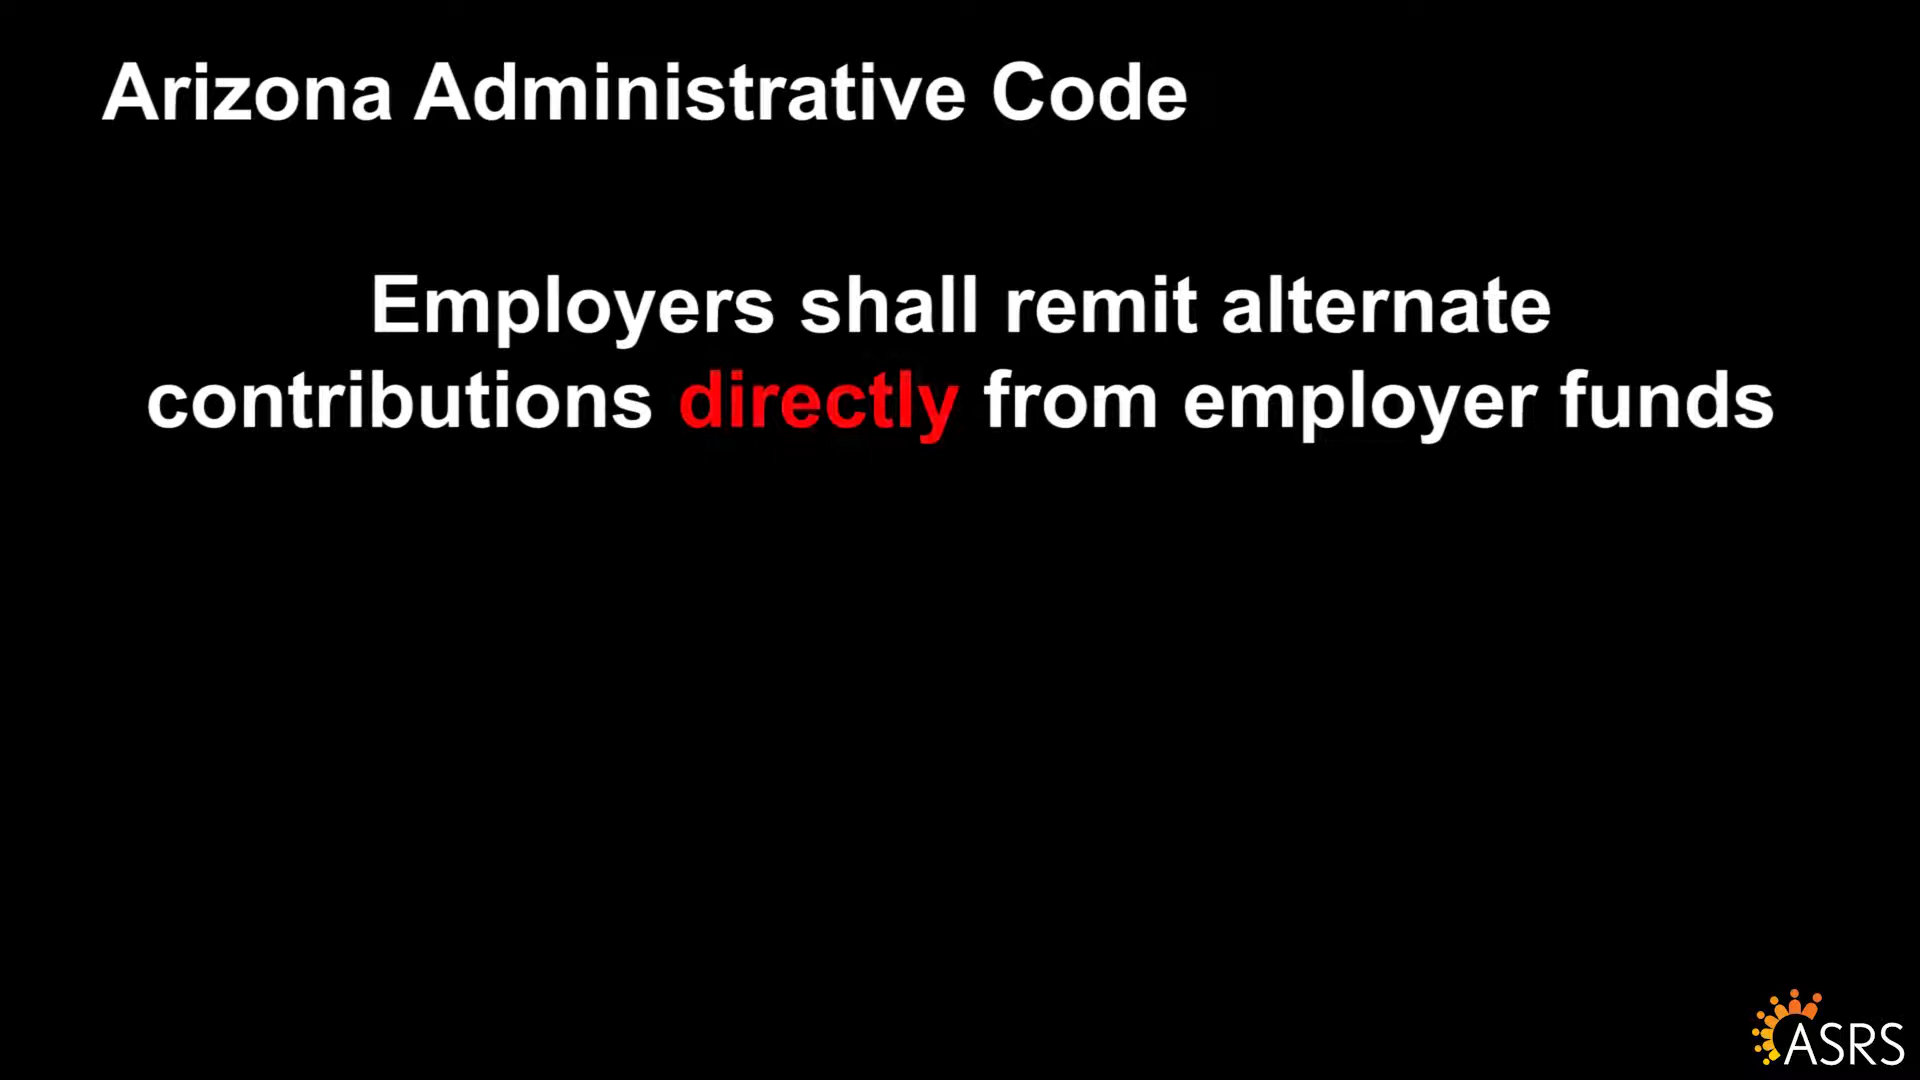 Arizona Administrative Code
Employers shall remit alternate
contributions directly from employer funds
ASRS